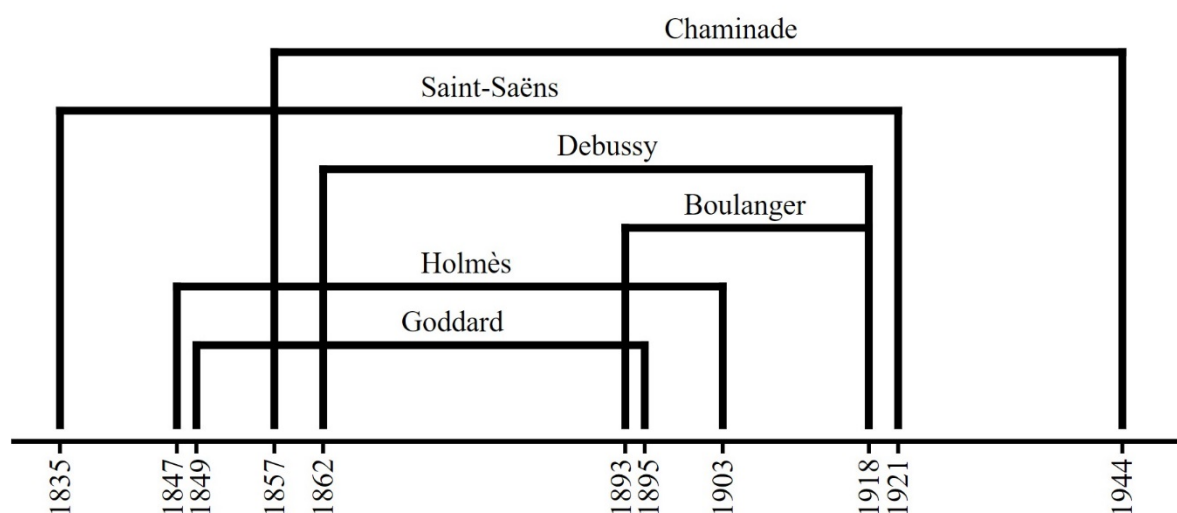 Chaminade
Saint-Saëns
Debussy
Boulanger
Holmès
Goddard
1835
1847
1849
1857
1862
1893
1895
1903
1918
1921
1944